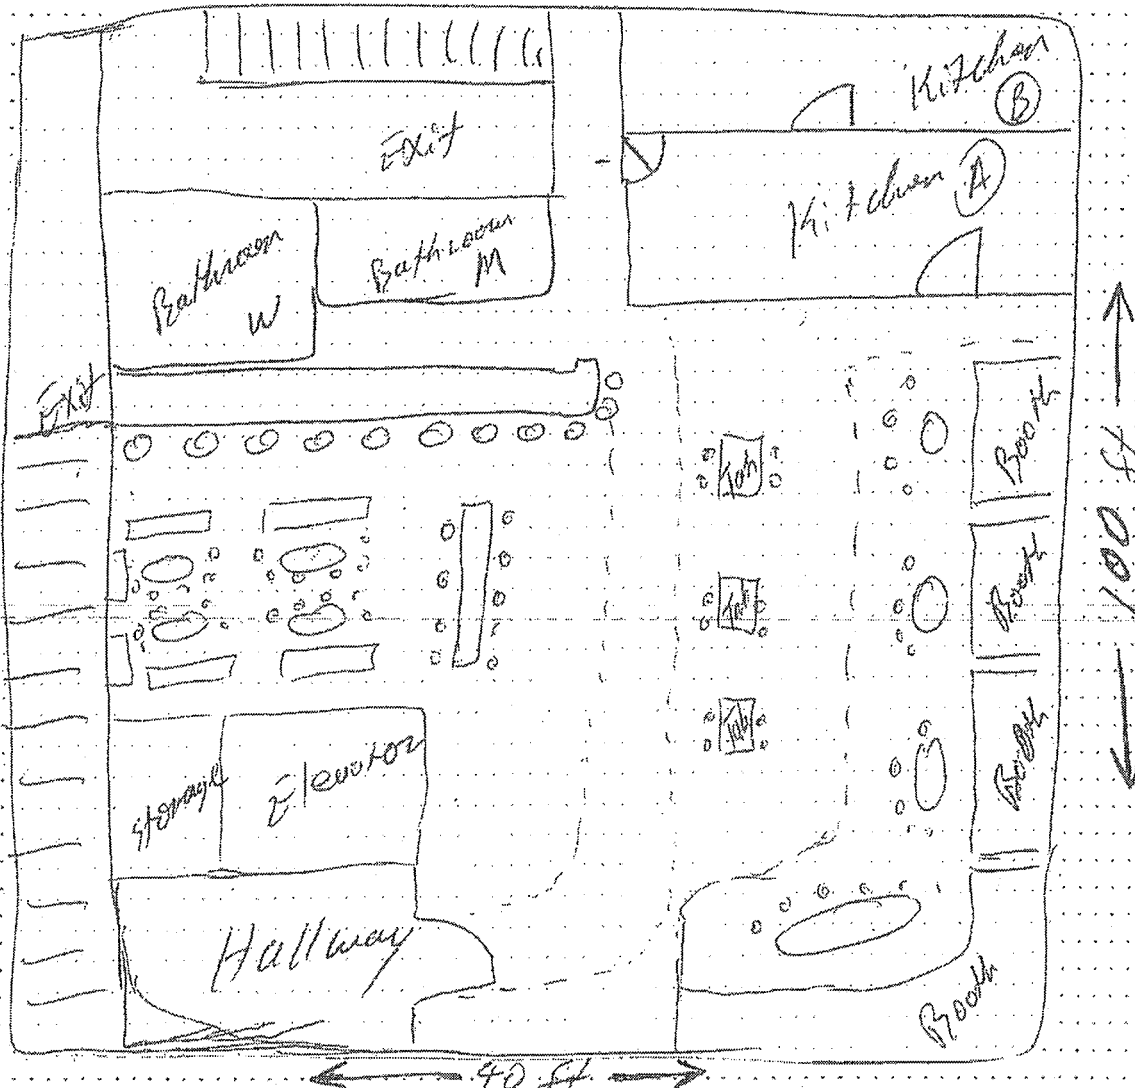 Kitchen
B
Exit
Kitchen A
Bathroom
W
Bathroom
M
Exit
Booth
Tab
100 ft
Booth
Tab
Tab
Booth
Storage
Elevator
Hallway
Booth
40 ft